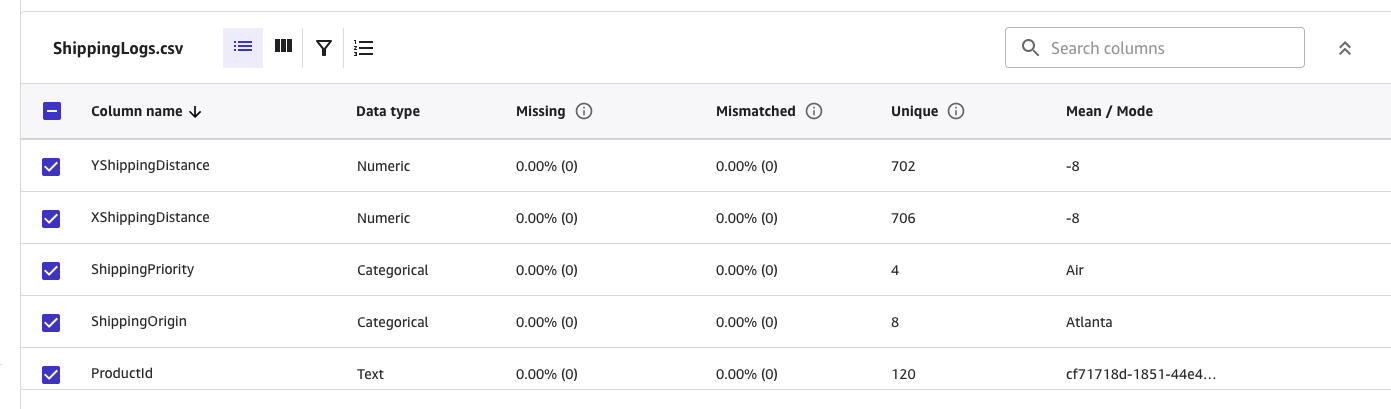 ShippingLogs.csv Search columns
Column name Data type Missing Mismatched Unique Mean / Mode
YShippingDistance Numeric 0.00% (0) 0.00% (0) 702 -8
XShippingDistance Numeric 0.00% (0) 0.00% (0) 706 -8
ShippingPriority Categorical 0.00% (0) 0.00% (0) 4 Air
ShippingOrigin Categorical 0.00% (0) 0.00% (0) 8 Atlanta
ProductId Text 0.00% (0) 0.00% (0) 120 cf71718d-1851-44e4...